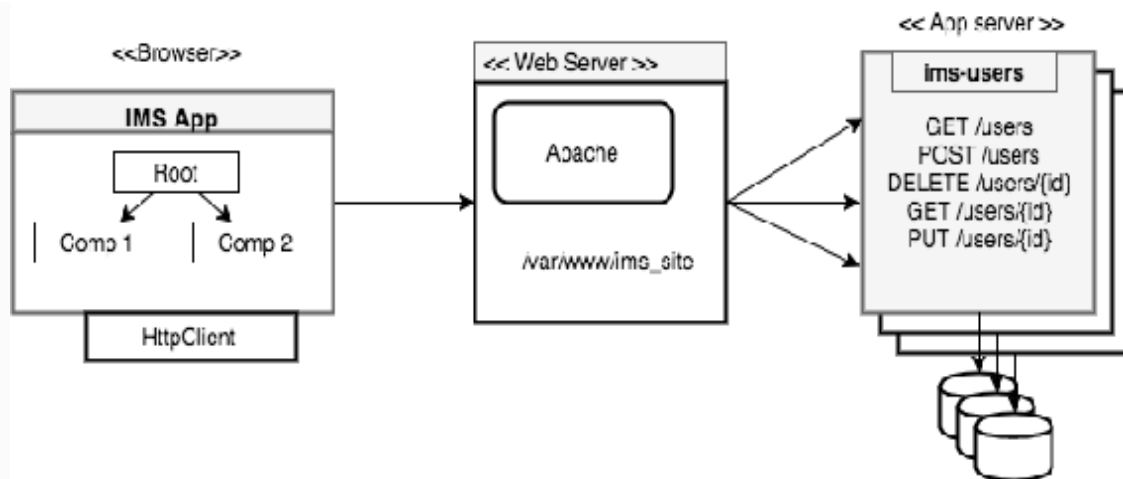 <<Browser>>
IMS App
Root
Comp 1
Comp 2
HttpClient
<< Web Server >>
Apache
/var/www/ims_site
<< App server >>
ims-users
GET /users
POST /users
DELETE /users/{id}
GET /users/{id}
PUT /users/{id}